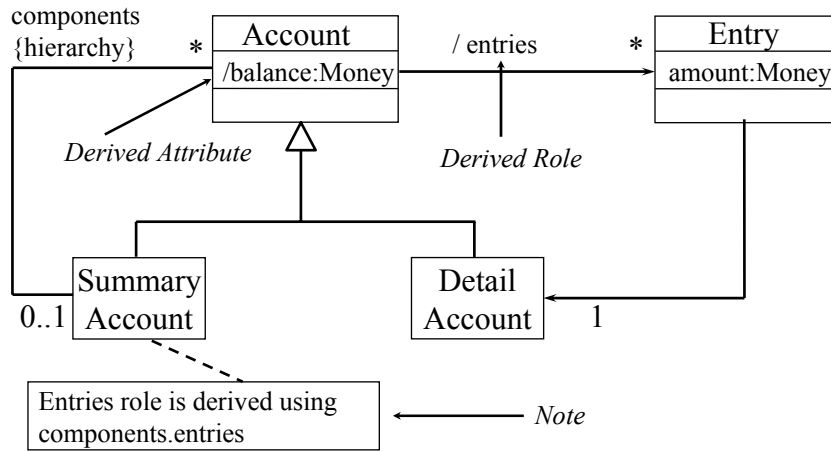 components
{hierarchy}
*
Account
/balance:Money
/ entries
*
Entry
amount:Money
Derived Attribute
Derived Role
Summary
Account
0..1
Detail
Account
1
Entries role is derived using
components.entries
Note